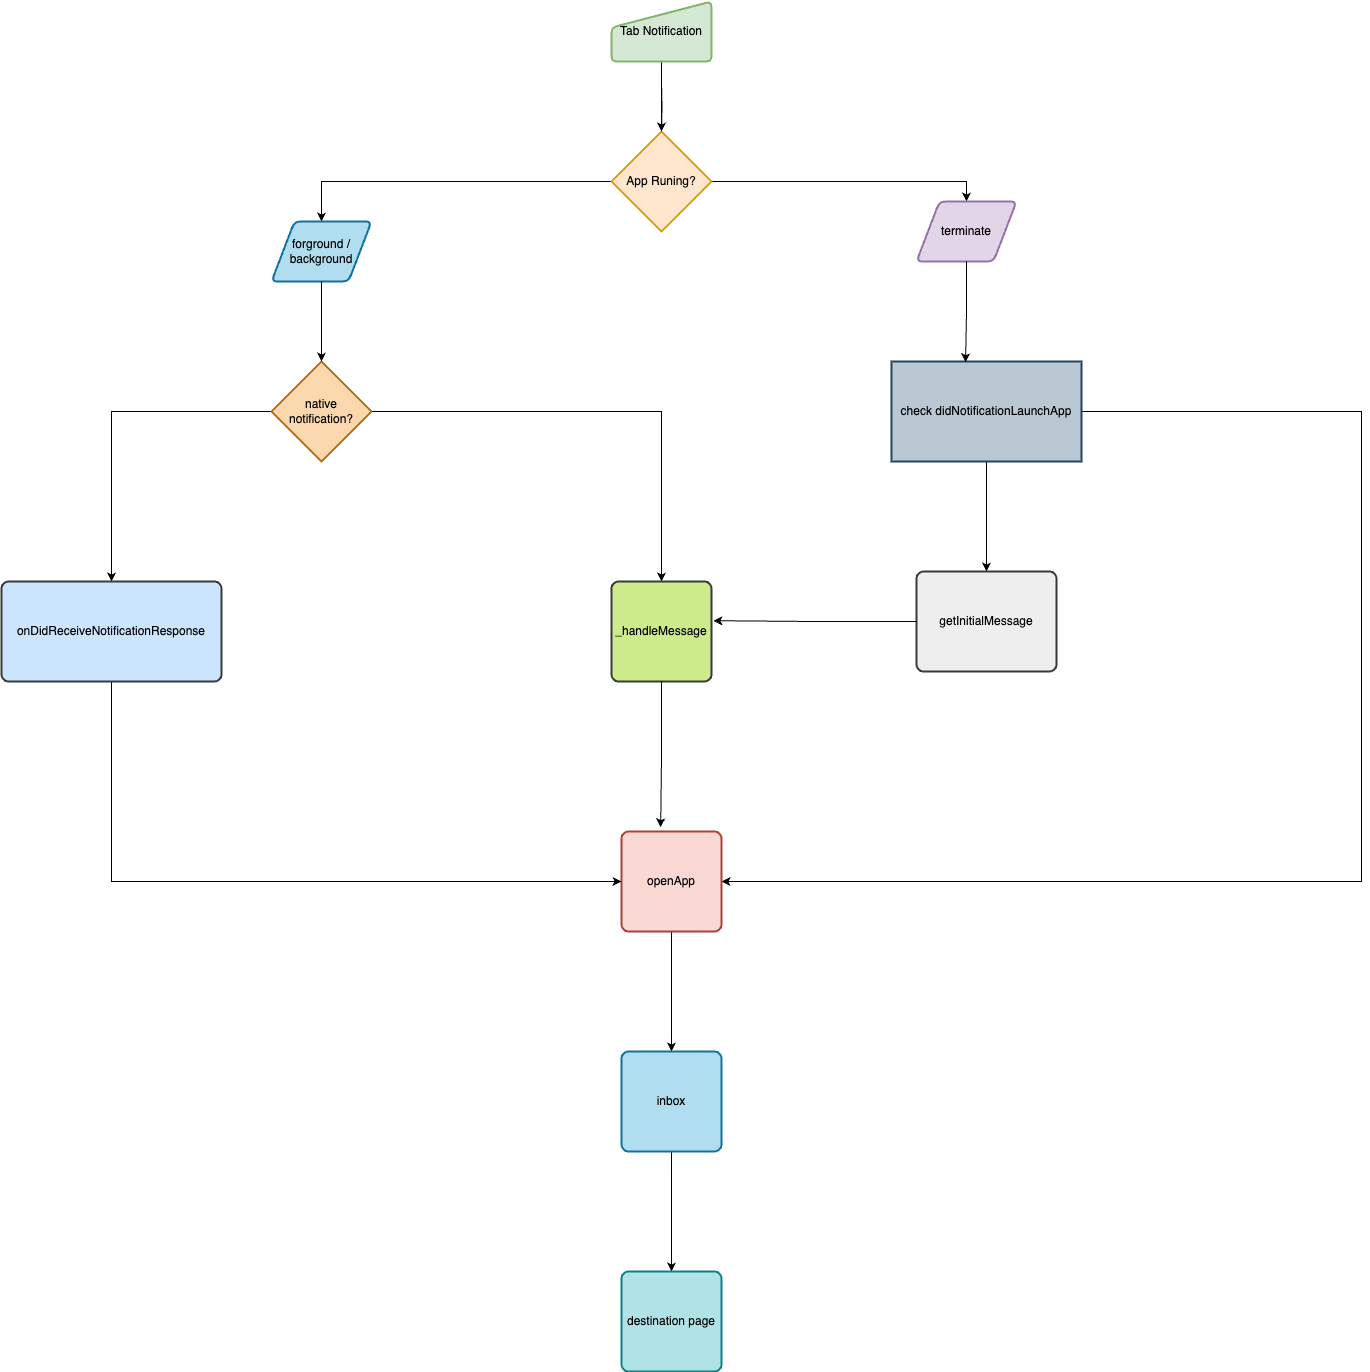 Tab Notification
App Runing?
forground /
background
terminate
native
notification?
check didNotificationLaunchApp
onDidReceiveNotificationResponse
_handleMessage
getInitialMessage
openApp
inbox
destination page